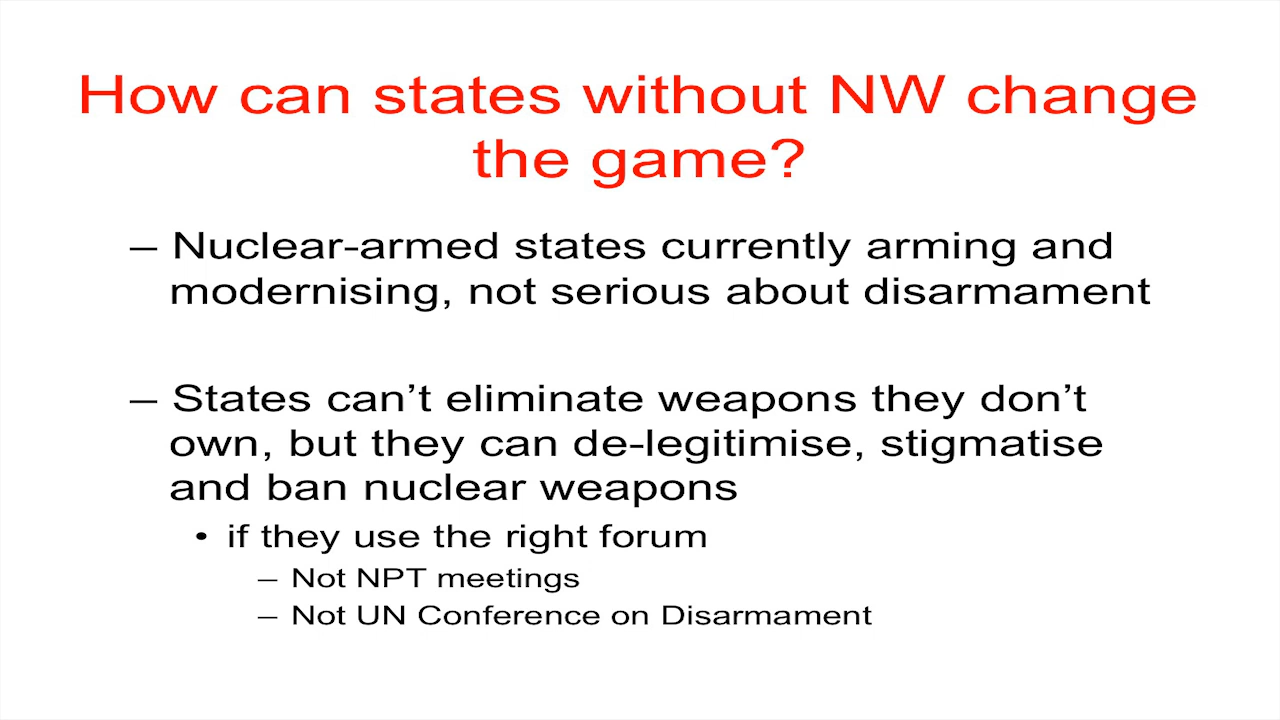 How can states without NW change
the game?
– Nuclear-armed states currently arming and
modernising, not serious about disarmament
– States can’t eliminate weapons they don’t
own, but they can de-legitimise, stigmatise
and ban nuclear weapons
• if they use the right forum
– Not NPT meetings
– Not UN Conference on Disarmament